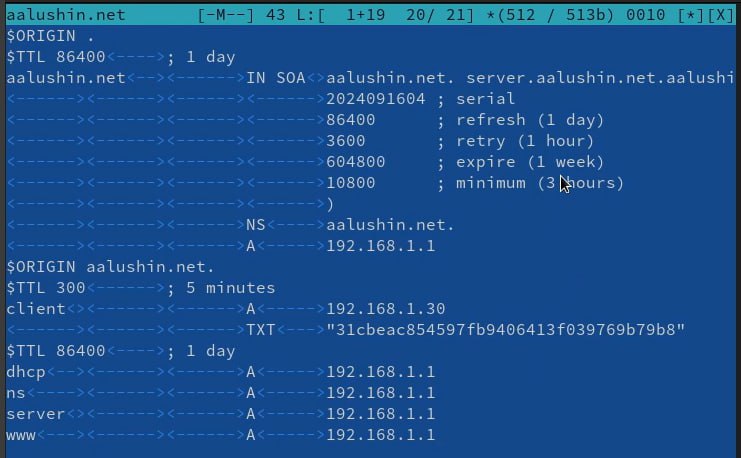 aalushin.net [-M--] 43 L:[ 1+19 20/ 21] *(512 / 513b) 0010 [*][X]
$ORIGIN .
$TTL 86400<---->; 1 day
aalushin.net<--><------><------>IN SOA<>aalushin.net. server.aalushin.net.aalushi
<------><------><------><------>2024091604 ; serial
<------><------><------><------>86400      ; refresh (1 day)
<------><------><------><------>3600       ; retry (1 hour)
<------><------><------><------>604800     ; expire (1 week)
<------><------><------><------>10800      ; minimum (3 hours)
<------><------><------><------>)
<------><------><------>NS<---->aalushin.net.
<------><------><------>A<----->192.168.1.1
$ORIGIN aalushin.net.
$TTL 300<------>; 5 minutes
client<><------><------>A<----->192.168.1.30
<------><------><------>TXT<--->"31cbeac854597fb9406413f039769b79b8"
$TTL 86400<---->; 1 day
dhcp<--><------><------>A<----->192.168.1.1
ns<----><------><------>A<----->192.168.1.1
server<><------><------>A<----->192.168.1.1
www<---><------><------>A<----->192.168.1.1